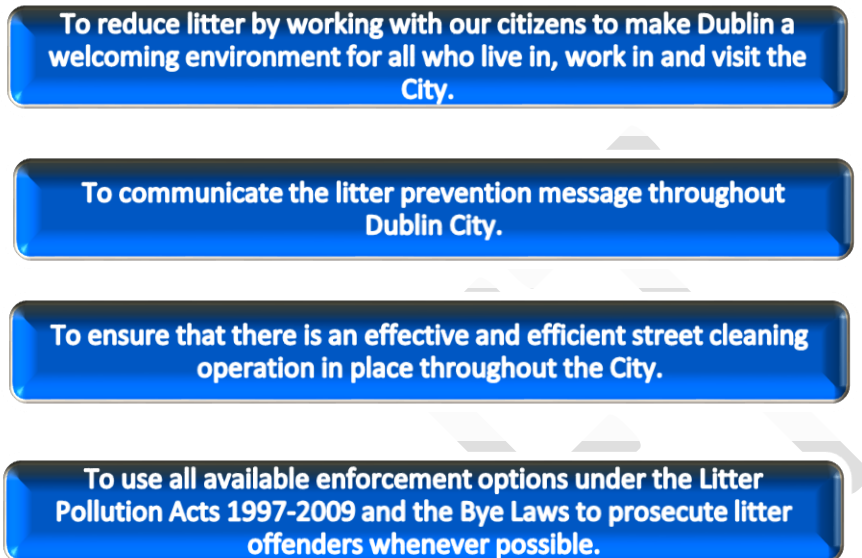 To reduce litter by working with our citizens to make Dublin a
welcoming environment for all who live in, work in and visit the
City.
To communicate the litter prevention message throughout
Dublin City.
To ensure that there is an effective and efficient street cleaning
operation in place throughout the City.
To use all available enforcement options under the Litter
Pollution Acts 1997-2009 and the Bye Laws to prosecute litter
offenders whenever possible.